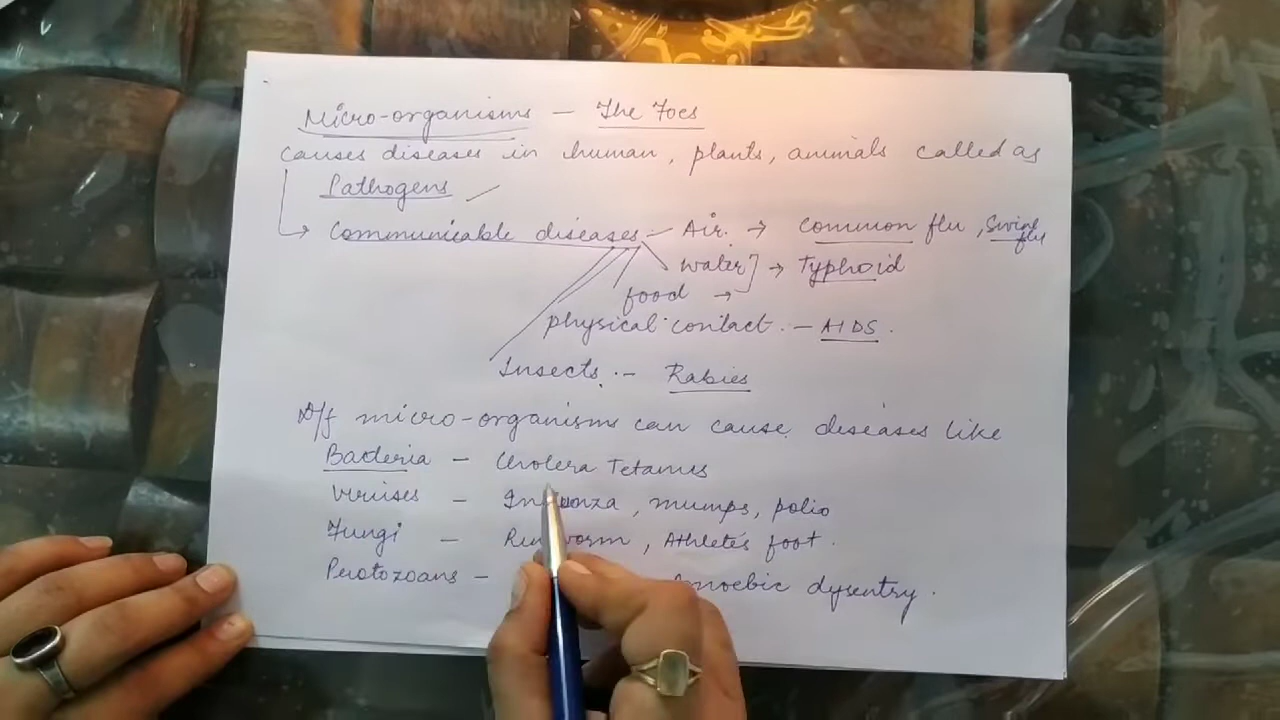 Micro-organisms - The Foes
causes diseases in human, plants, animals called as
Pathogens
→ Communicable diseases - Air → common flu, Swine flu
water] → Typhoid
food →
physical contact - AIDS.
Insects - Rabies
Diff micro-organisms can cause diseases like
Bacteria - Cholera Tetanus
Viruses - , mumps, polio
Fungi - , Athlete's foot.
Protozoans - Amoebic dysentry.